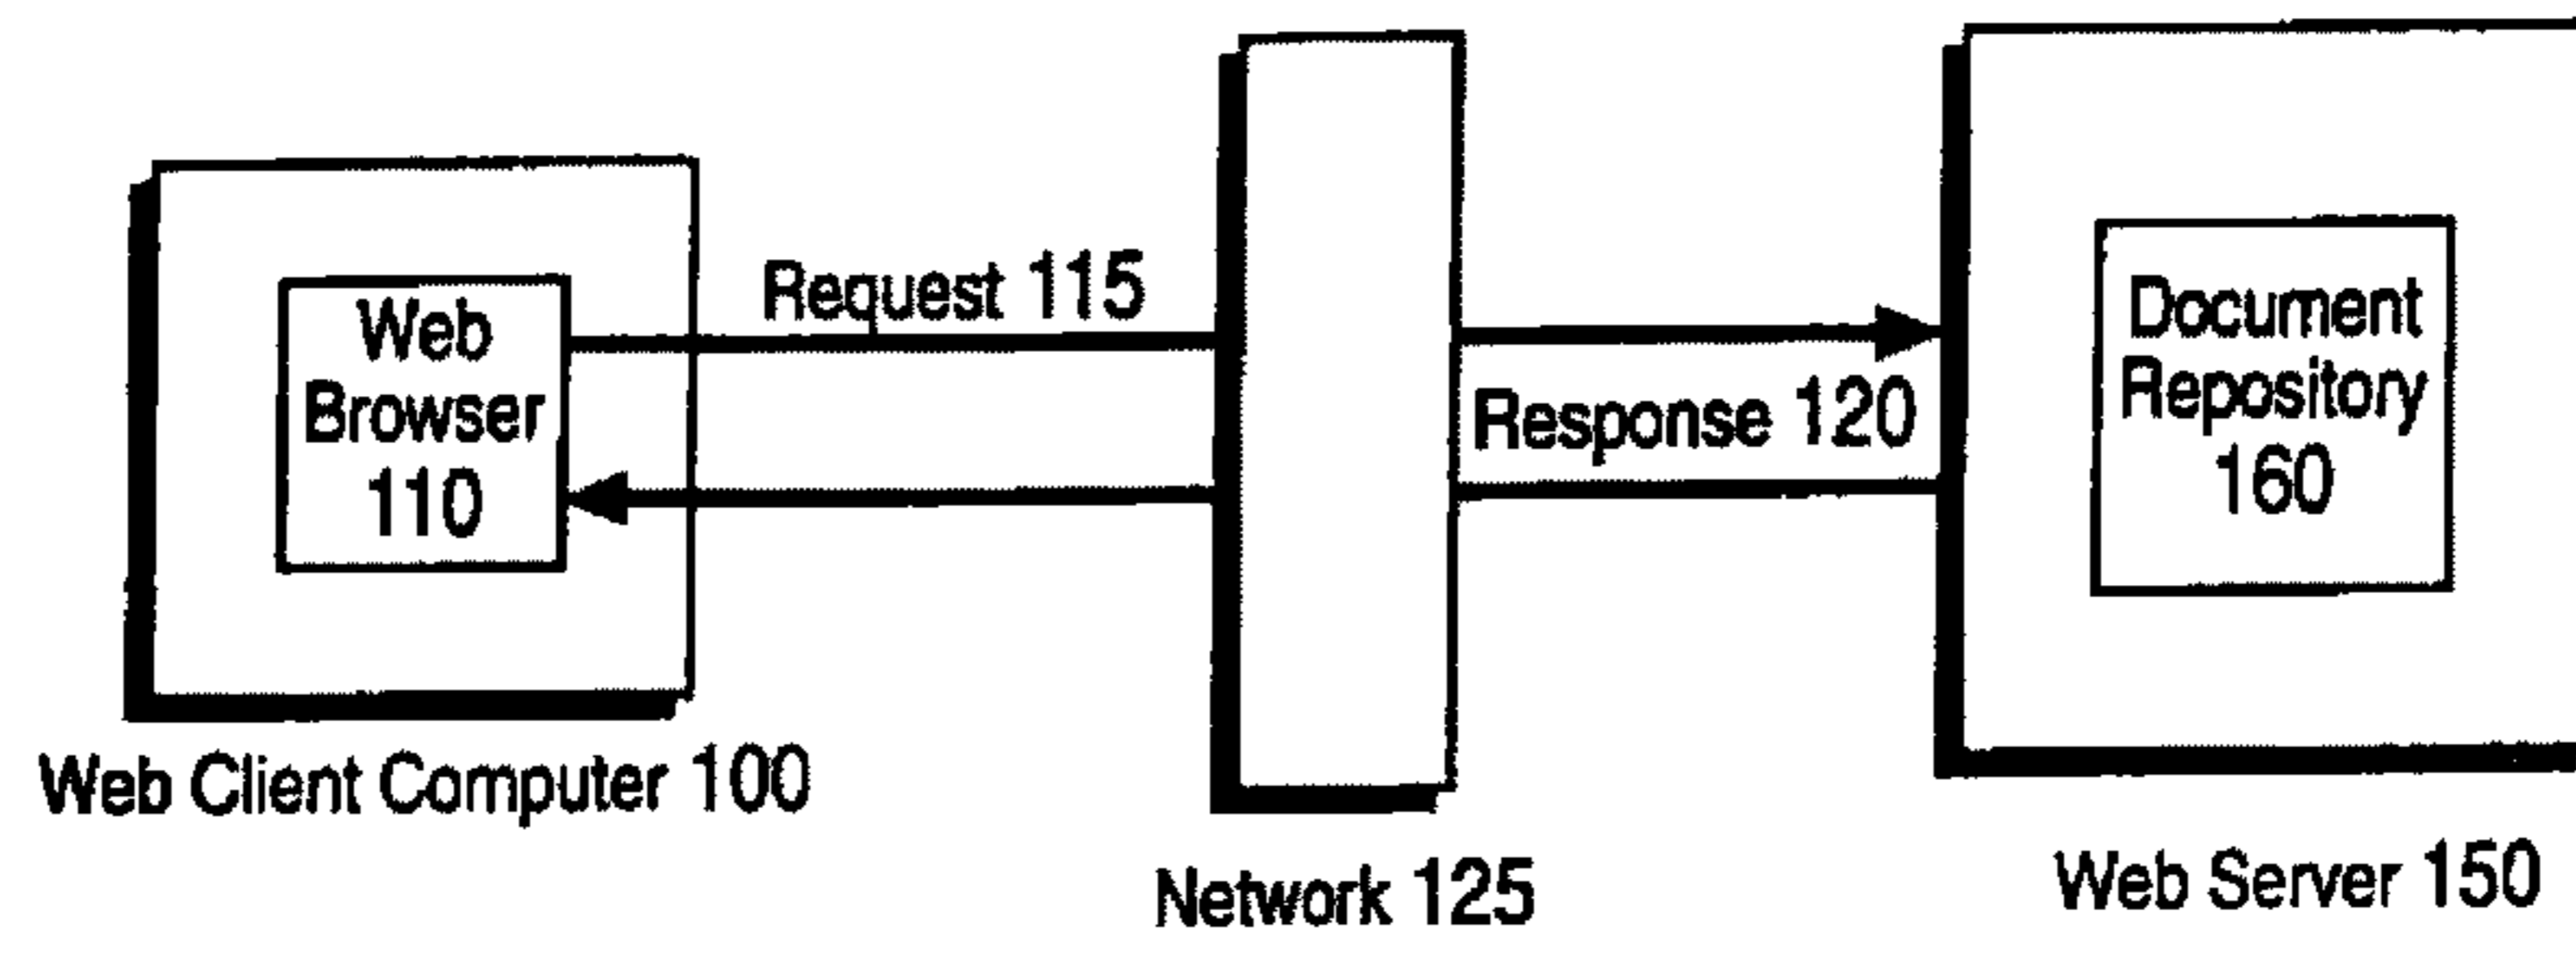 Web
Browser
110
Request 115
Response 120
Document
Repository
160
Web Client Computer 100
Network 125
Web Server 150